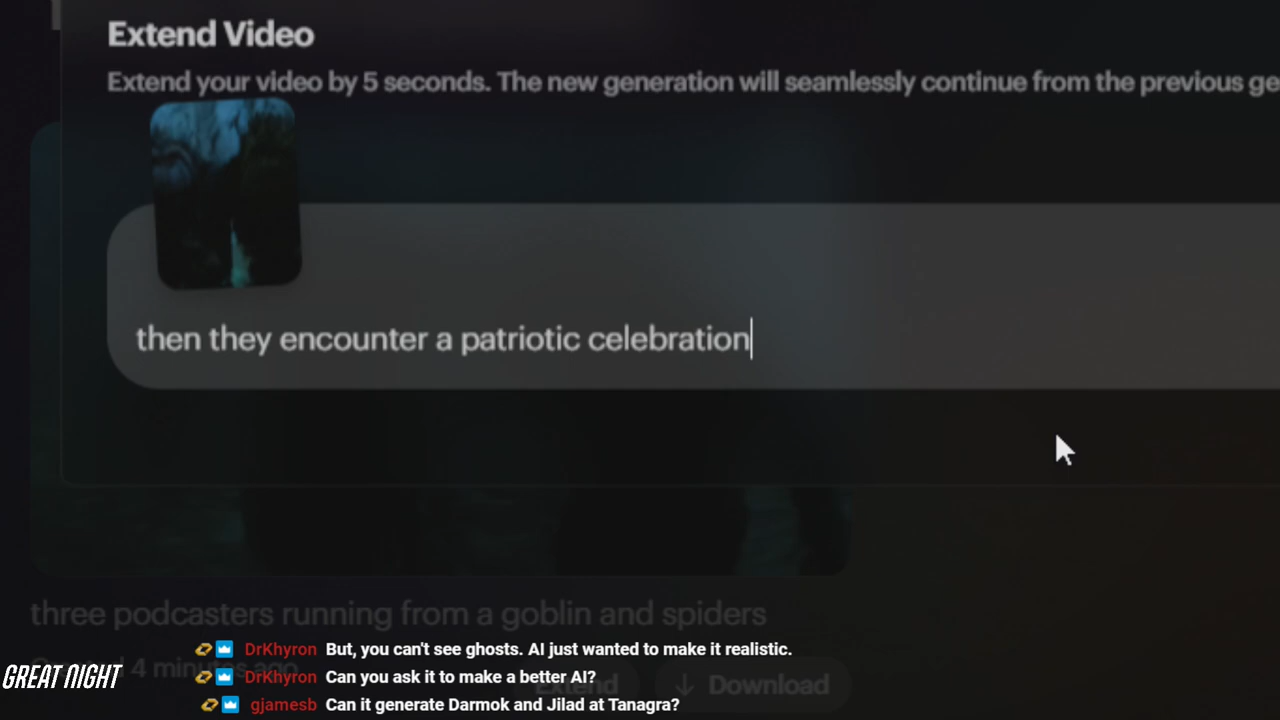 Extend Video
Extend your video by 5 seconds. The new generation will seamlessly continue from the previous ge
then they encounter a patriotic celebration
three podcasters running from a goblin and spiders
4 minutes ago
Extend
Download
DrKhyron But, you can't see ghosts. AI just wanted to make it realistic.
DrKhyron Can you ask it to make a better AI?
gjamesb Can it generate Darmok and Jilad at Tanagra?
GREAT NIGHT